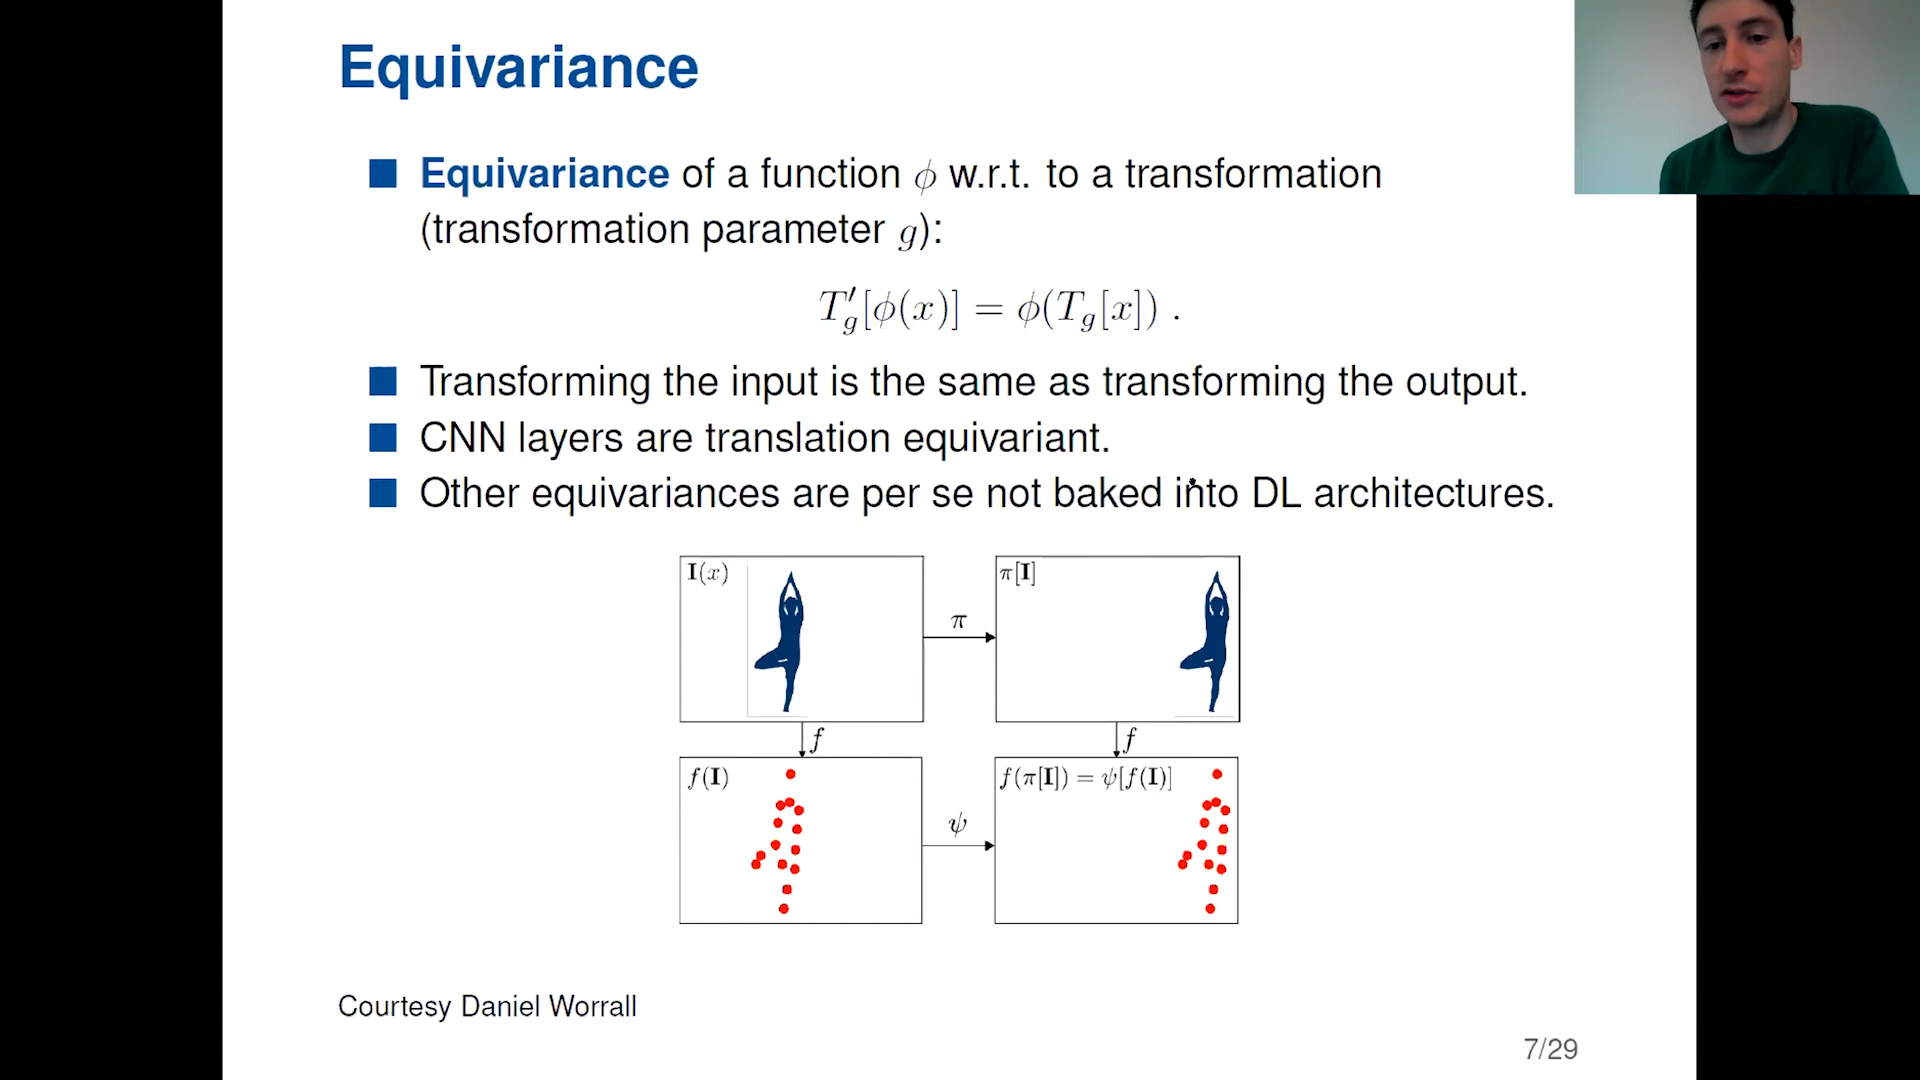 Equivariance
Equivariance of a function ϕ w.r.t. to a transformation
(transformation parameter g):
T′g[ϕ(x)] = ϕ(Tg[x]) .
Transforming the input is the same as transforming the output.
CNN layers are translation equivariant.
Other equivariances are per se not baked into DL architectures.
I(x)
π
π[I]
f
f
f(I)
ψ
f(π[I]) = ψ[f(I)]
Courtesy Daniel Worrall
7/29